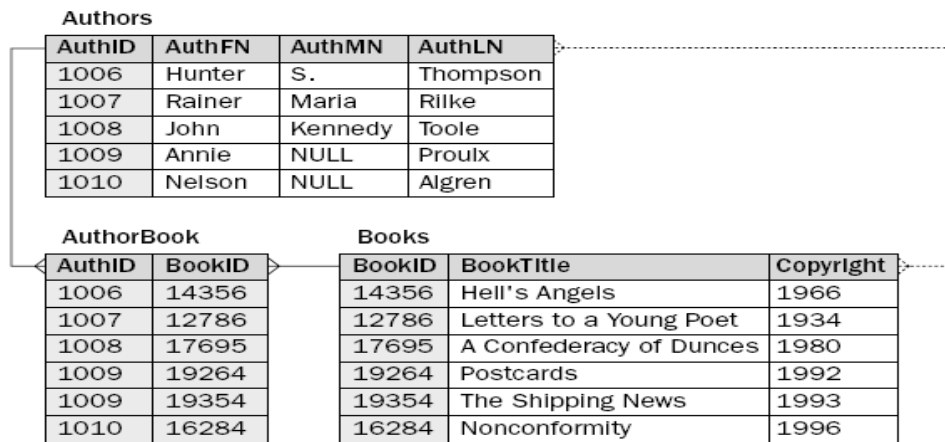 Authors
AuthID AuthFN AuthMN AuthLN
1006 Hunter S. Thompson
1007 Rainer Maria Rilke
1008 John Kennedy Toole
1009 Annie NULL Proulx
1010 Nelson NULL Algren
AuthorBook Books
AuthID BookID BookID BookTitle Copyright
1006 14356 14356 Hell's Angels 1966
1007 12786 12786 Letters to a Young Poet 1934
1008 17695 17695 A Confederacy of Dunces 1980
1009 19264 19264 Postcards 1992
1009 19354 19354 The Shipping News 1993
1010 16284 16284 Nonconformity 1996